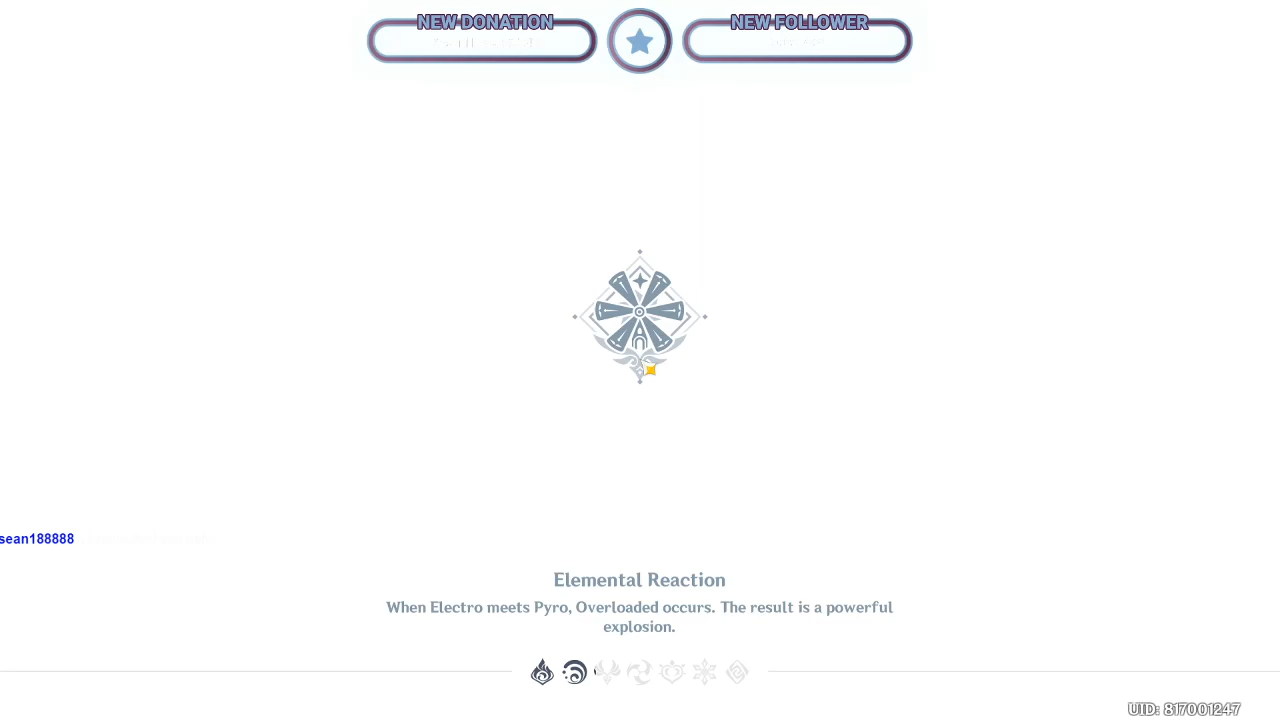 NEW DONATION
NEW FOLLOWER
sean188888
Elemental Reaction
When Electro meets Pyro, Overloaded occurs. The result is a powerful
explosion.
UID: 817001247